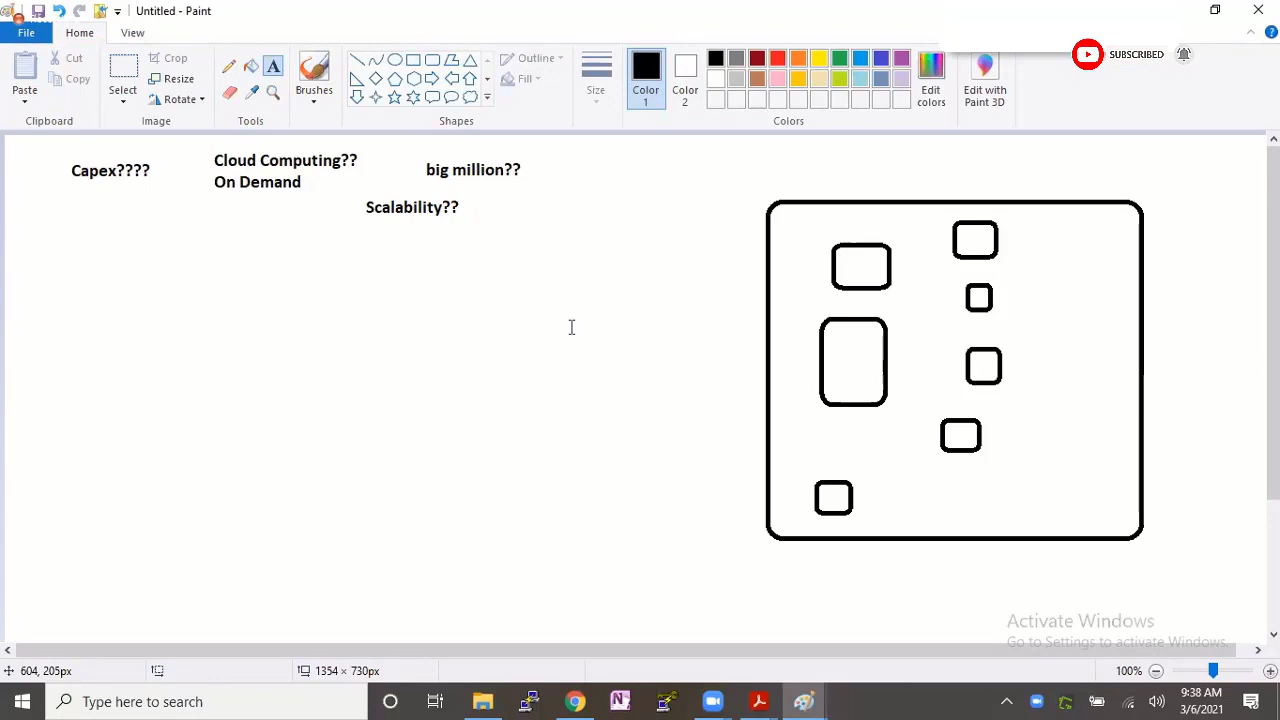 Untitled - Paint
File
Home
View
SUBSCRIBED
Paste
Cut
Copy
Clipboard
Select
Crop
Resize
Rotate
Image
A
Tools
Brushes
Outline
Fill
Shapes
Size
Color 1
Color 2
Edit colors
Colors
Edit with Paint 3D
Capex????
Cloud Computing??
On Demand
big million??
Scalability??
Activate Windows
Go to Settings to activate Windows.
604, 205px
1354 × 730px
100%
Type here to search
9:38 AM
3/6/2021